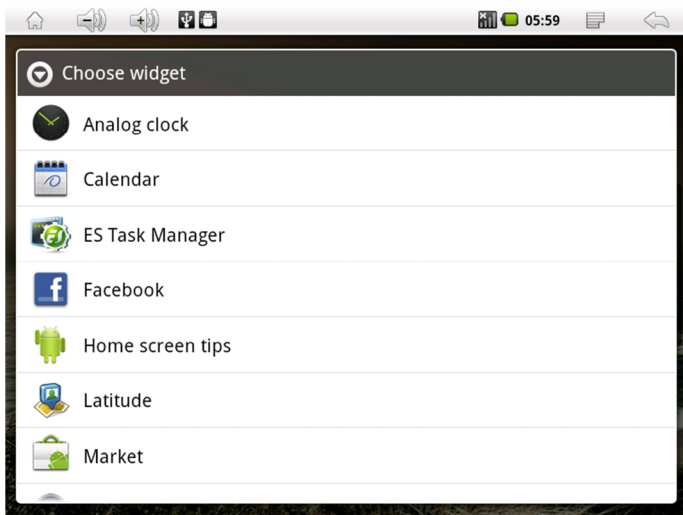 05:59
Choose widget
Analog clock
Calendar
ES Task Manager
Facebook
Home screen tips
Latitude
Market